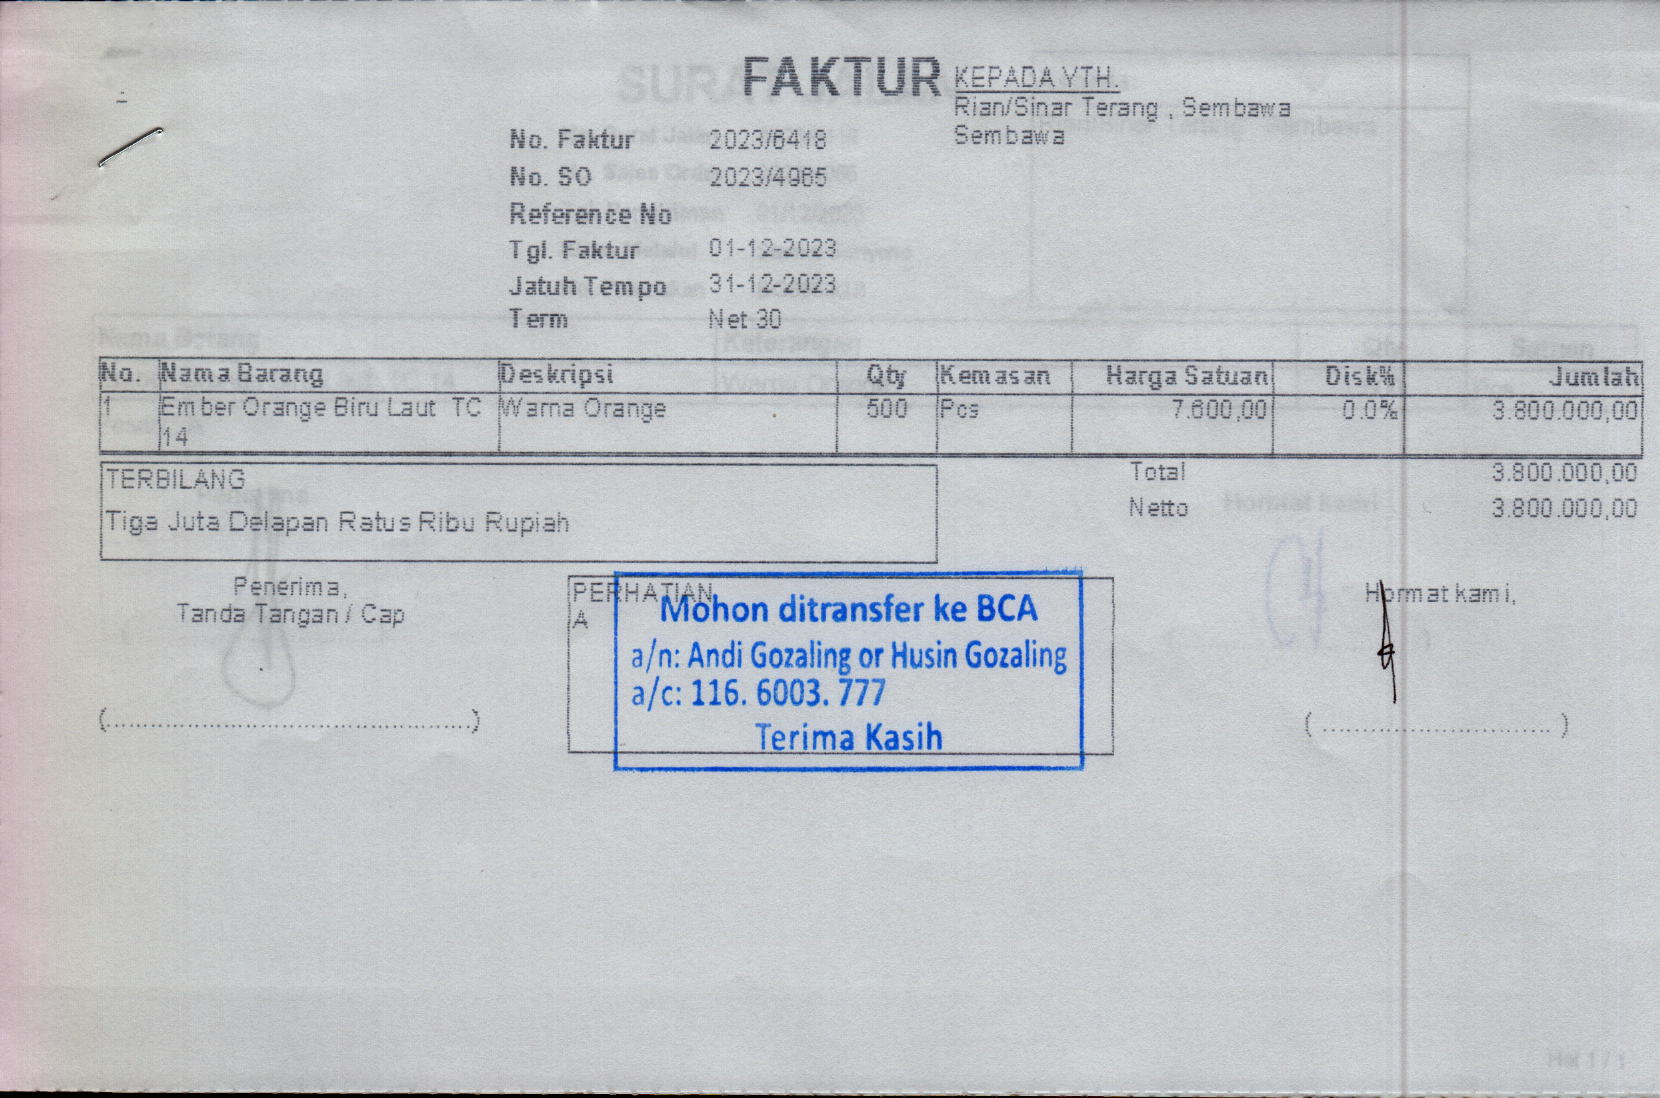 FAKTUR
KEPADA YTH.
Rian/Sinar Terang , Sembawa
Sembawa
No. Faktur 2023/6418
No. SO 2023/4965
Reference No
Tgl. Faktur 01-12-2023
Jatuh Tempo 31-12-2023
Term Net 30
No. Nama Barang Deskripsi Qty Kemasan Harga Satuan Disk% Jumlah
1 Ember Orange Biru Laut TC 14 Warna Orange 500 Pcs 7.600,00 0.0% 3.800.000,00
TERBILANG
Tiga Juta Delapan Ratus Ribu Rupiah
Total 3.800.000,00
Netto 3.800.000,00
Penerima,
Tanda Tangan / Cap
(..................................................)
PERHATIAN
A
Mohon ditransfer ke BCA
a/n: Andi Gozaling or Husin Gozaling
a/c: 116. 6003. 777
Terima Kasih
Hormat kami,
( ............................... )
Hal 1 / 1